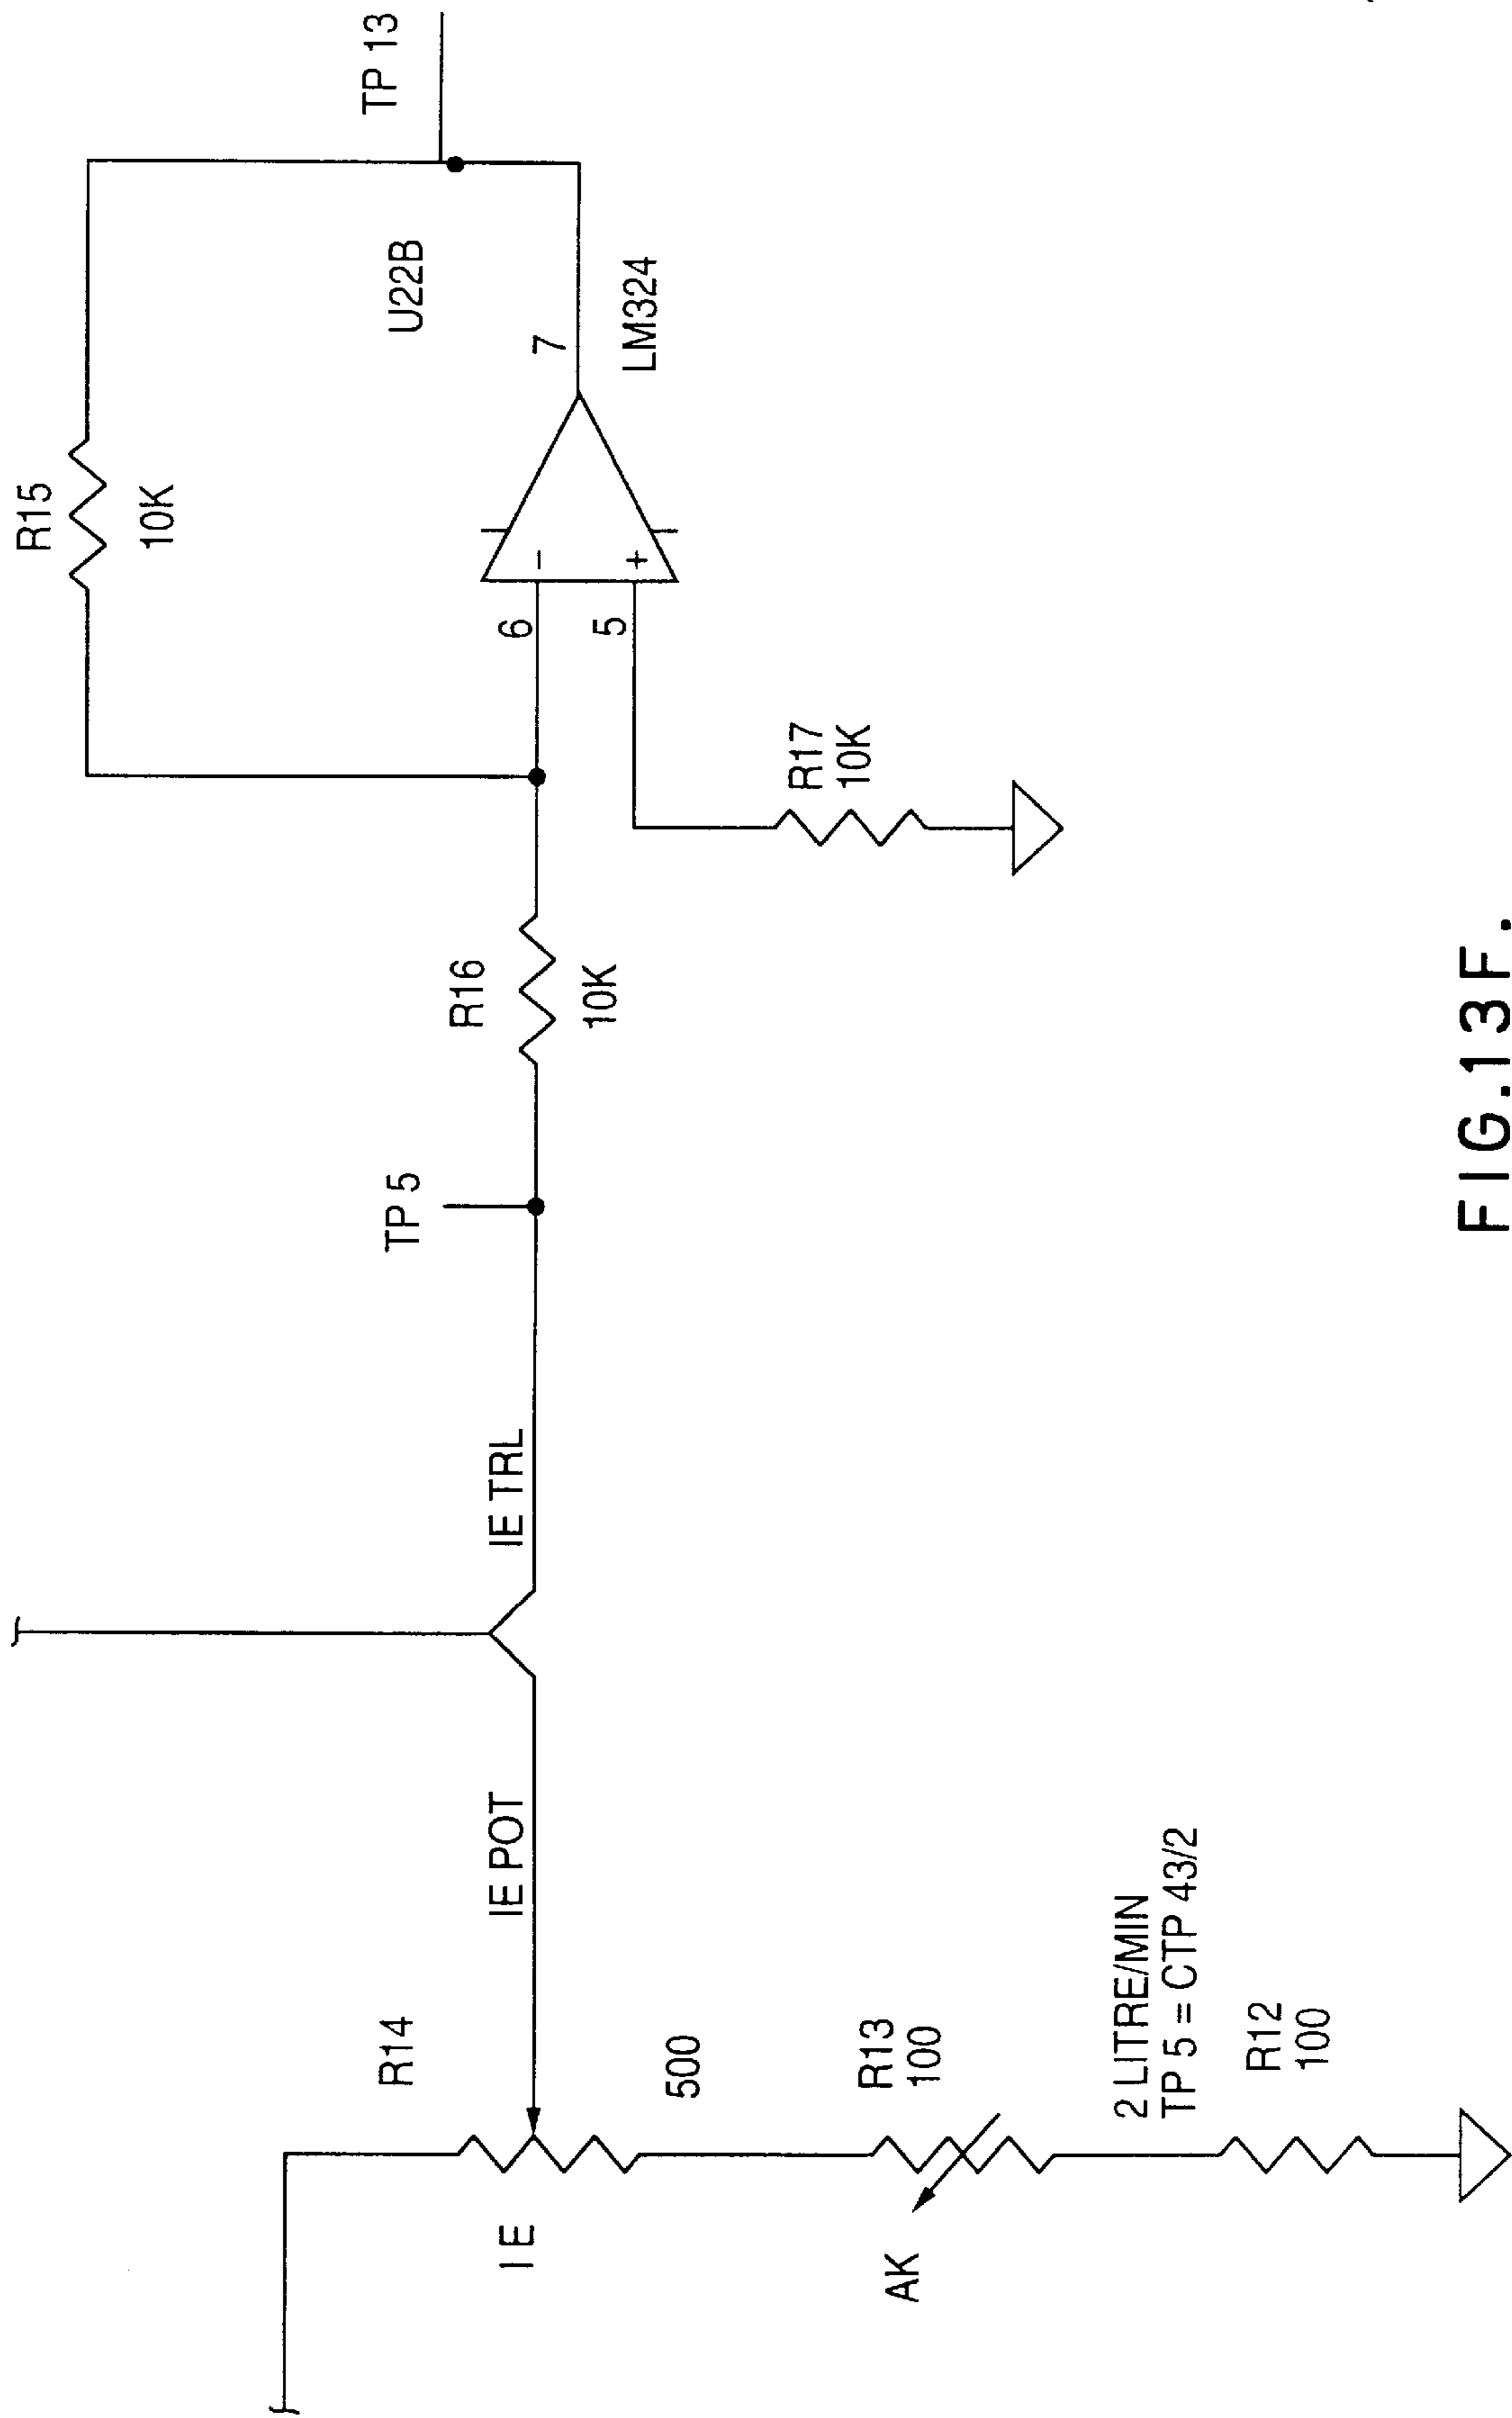 R15
10K
TP 13
U22B
7
LM324
6
−
5
+
R17
10K
R16
10K
TP 5
IE TRL
IE POT
R14
500
IE
R13
100
AK
2 LITRE/MIN
TP 5 = CTP 43/2
R12
100
FIG.13F.